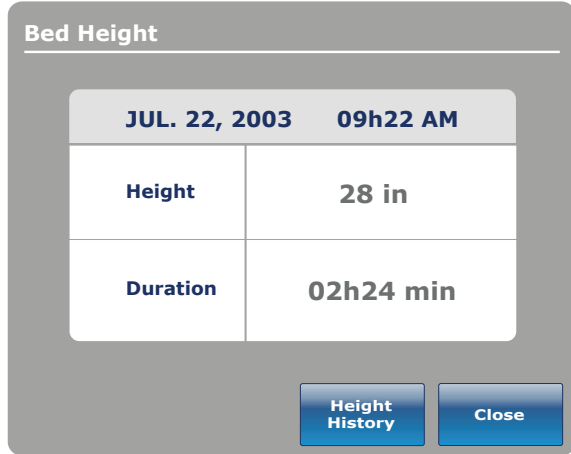 Bed Height
JUL. 22, 2003 09h22 AM
Height 28 in
Duration 02h24 min
Height
History
Close